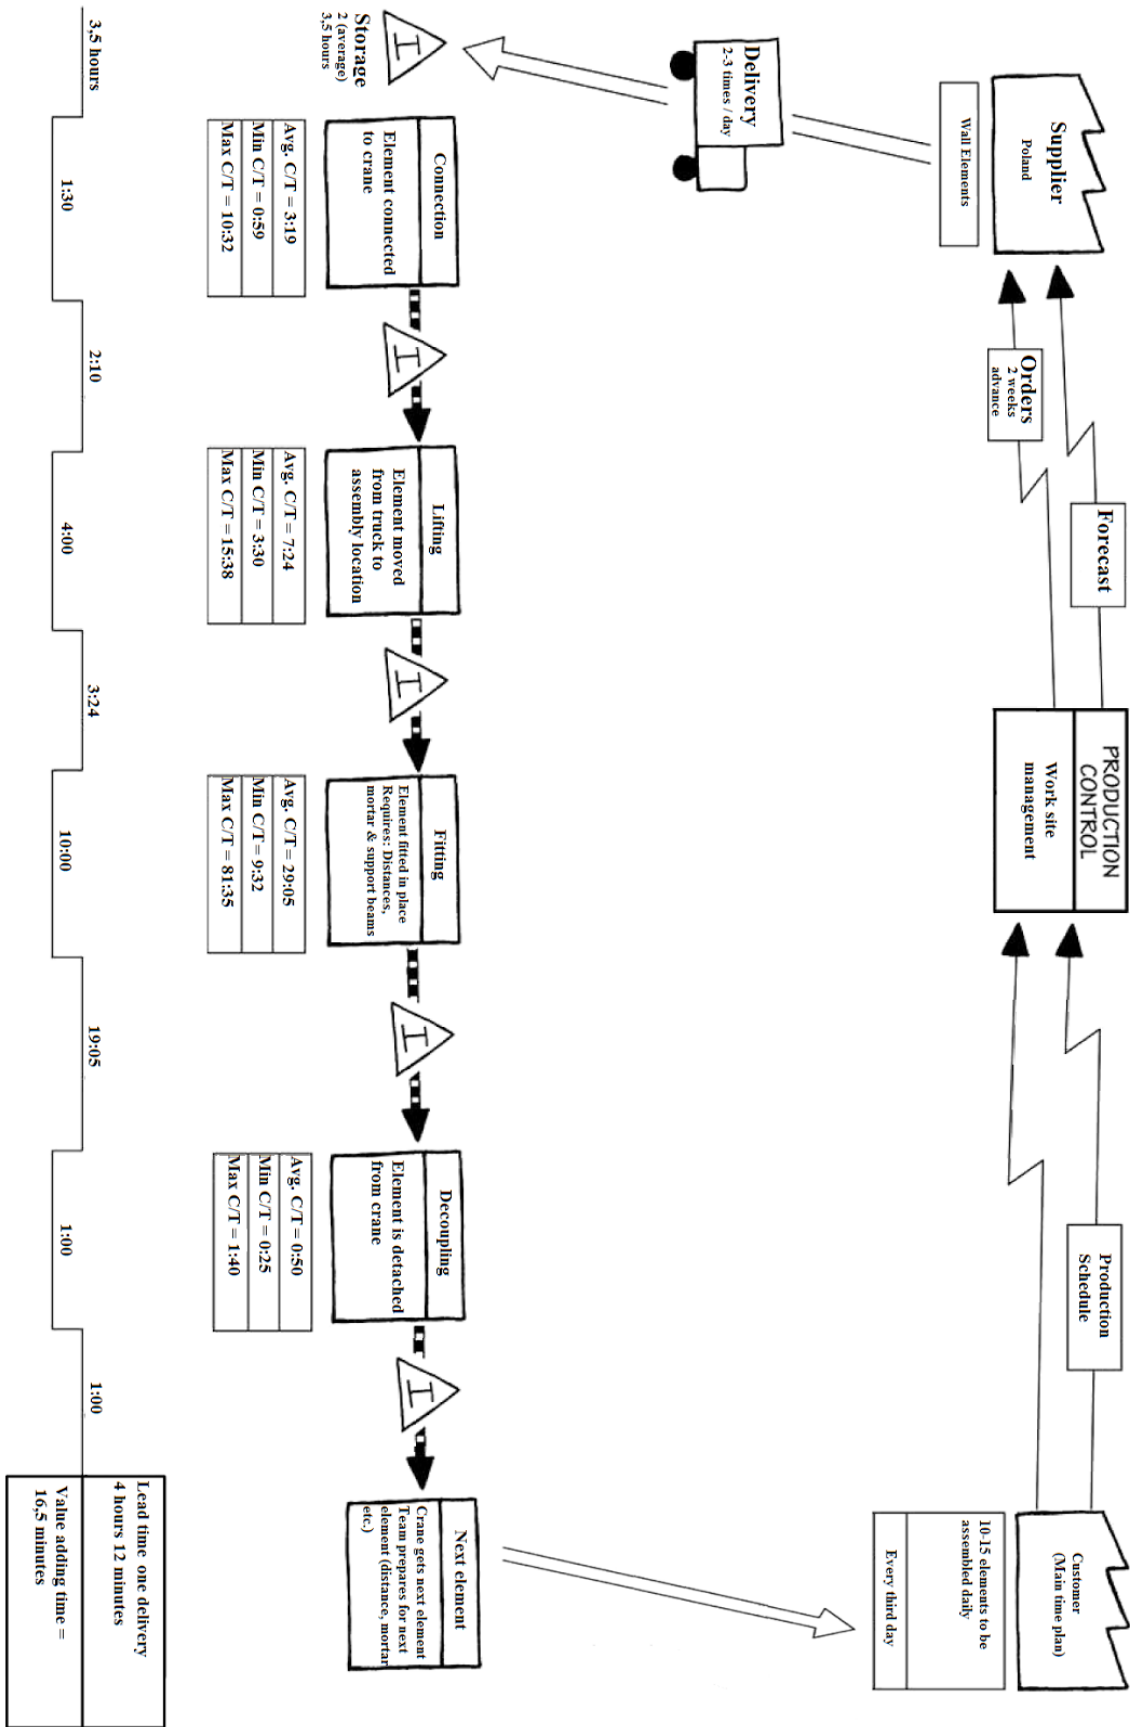 Supplier
Poland
Wall Elements
Forecast
Orders
2 weeks
advance
PRODUCTION
CONTROL
Work site
management
Production
Schedule
Customer
(Main time plan)
10-15 elements to be
assembled daily
Every third day
Delivery
2-3 times / day
I
Storage
2 (average)
3,5 hours
Connection
Element connected
to crane
Avg. C/T = 3:19
Min C/T = 0:59
Max C/T = 10:32
I
Lifting
Element moved
from truck to
assembly location
Avg. C/T = 7:24
Min C/T = 3:30
Max C/T = 15:38
I
Fitting
Element fitted in place
Requires: Distances,
mortar & support beams
Avg. C/T = 29:05
Min C/T = 9:32
Max C/T = 81:35
I
Decoupling
Element is detached
from crane
Avg. C/T = 0:50
Min C/T = 0:25
Max C/T = 1:40
I
Next element
Crane gets next element
Team prepares for next
element (distance, mortar
etc.)
3,5 hours
1:30
2:10
4:00
3:24
10:00
19:05
1:00
1:00
Lead time one delivery
4 hours 12 minutes
Value adding time =
16,5 minutes